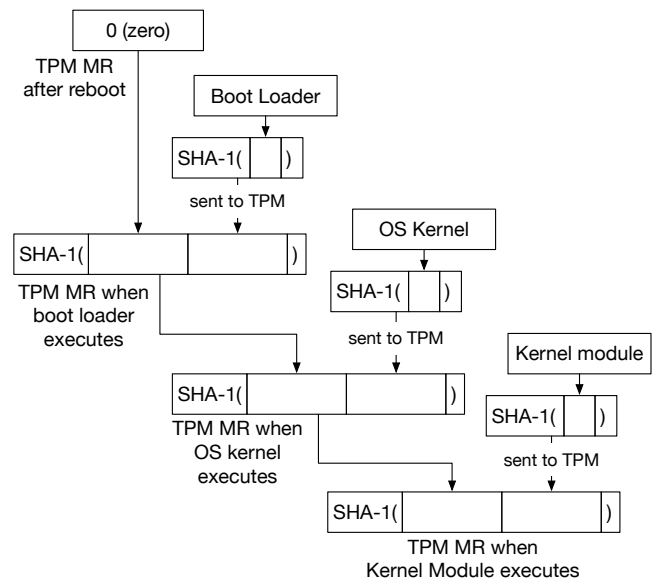 0 (zero)
TPM MR
after reboot
Boot Loader
SHA-1( )
sent to TPM
SHA-1( )
TPM MR when
boot loader
executes
OS Kernel
SHA-1( )
sent to TPM
SHA-1( )
TPM MR when
OS kernel
executes
Kernel module
SHA-1( )
sent to TPM
SHA-1( )
TPM MR when
Kernel Module executes